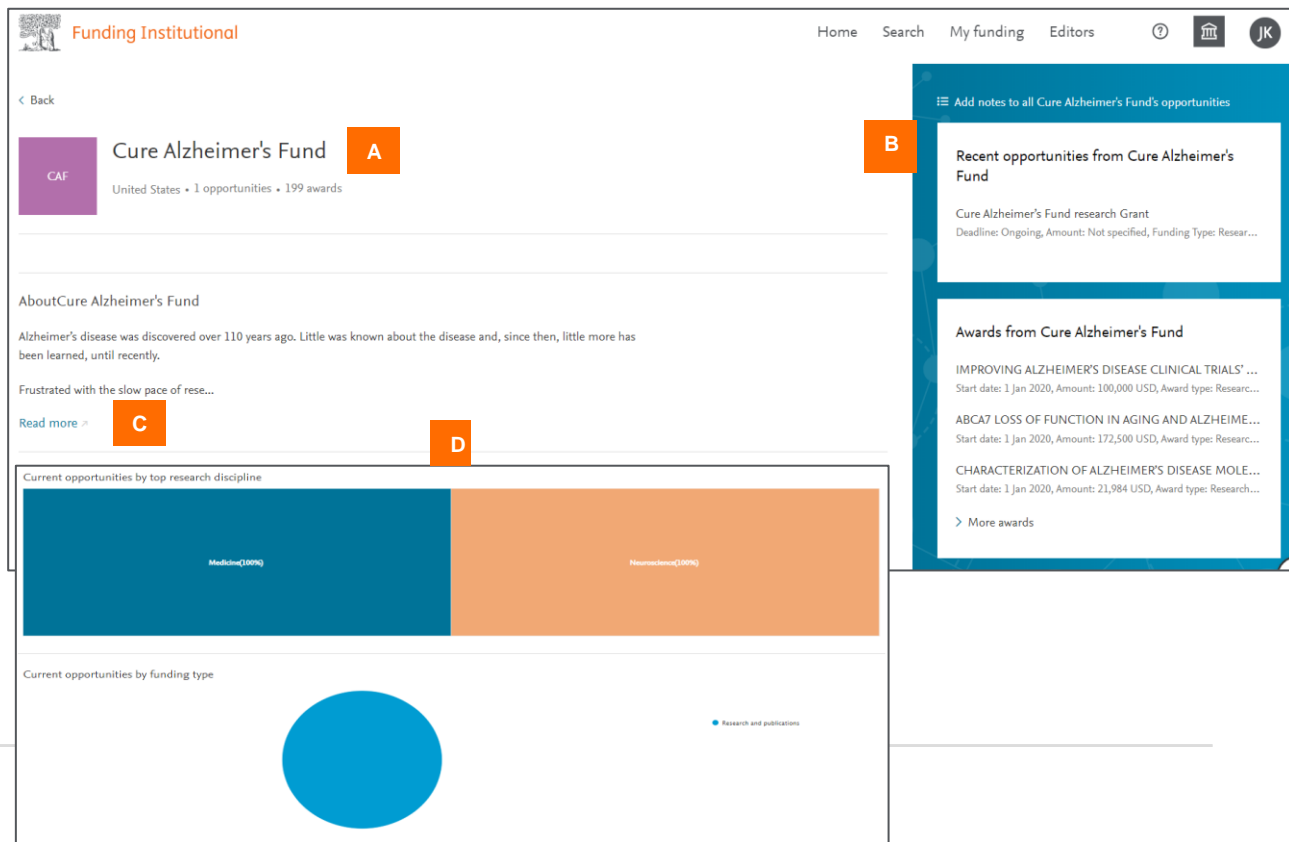 Funding Institutional
Home Search My funding Editors ? JK
< Back
Add notes to all Cure Alzheimer's Fund's opportunities
CAF
Cure Alzheimer's Fund
A
United States • 1 opportunities • 199 awards
B
Recent opportunities from Cure Alzheimer's
Fund
Cure Alzheimer's Fund research Grant
Deadline: Ongoing, Amount: Not specified, Funding Type: Resear...
AboutCure Alzheimer's Fund
Alzheimer's disease was discovered over 110 years ago. Little was known about the disease and, since then, little more has
been learned, until recently.
Frustrated with the slow pace of rese...
Read more
C
Awards from Cure Alzheimer's Fund
IMPROVING ALZHEIMER'S DISEASE CLINICAL TRIALS' ...
Start date: 1 Jan 2020, Amount: 100,000 USD, Award type: Researc...
ABCA7 LOSS OF FUNCTION IN AGING AND ALZHEIME...
Start date: 1 Jan 2020, Amount: 172,500 USD, Award type: Researc...
CHARACTERIZATION OF ALZHEIMER'S DISEASE MOLE...
Start date: 1 Jan 2020, Amount: 21,984 USD, Award type: Research...
> More awards
D
Current opportunities by top research discipline
Medicine(100%)
Neuroscience(100%)
Current opportunities by funding type
Research and publications